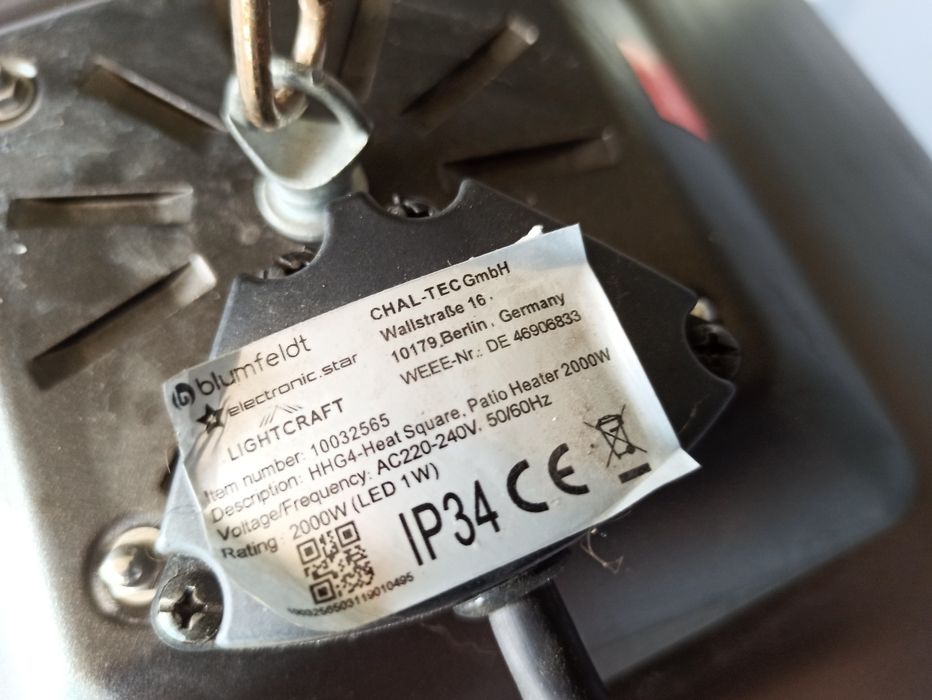 blumfeldt
electronic.star
LIGHTCRAFT
CHAL-TEC GmbH
Wallstraße 16 ,
10179 Berlin , Germany
WEEE-Nr.: DE 46906833
Item number: 10032565
Description: HHG4-Heat Square, Patio Heater 2000W
Voltage/Frequency: AC220-240V, 50/60Hz
Rating : 2000W (LED 1W)
IP34 CE